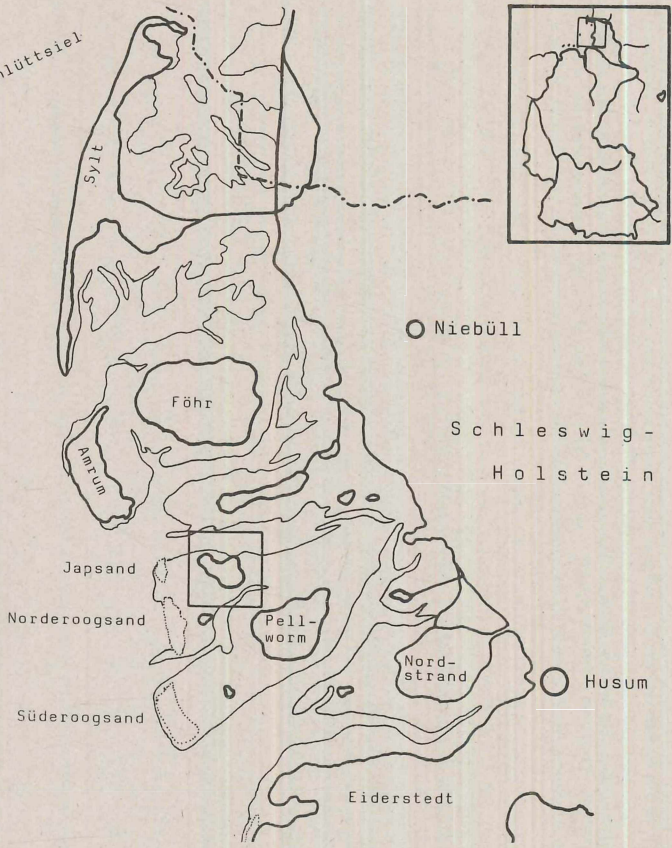 Sylt
Niebüll
Föhr
Schleswig-
Holstein
Amrum
Japsand
Norderoogsand
Pell-
worm
Nord-
strand
Husum
Süderoogsand
Eiderstedt